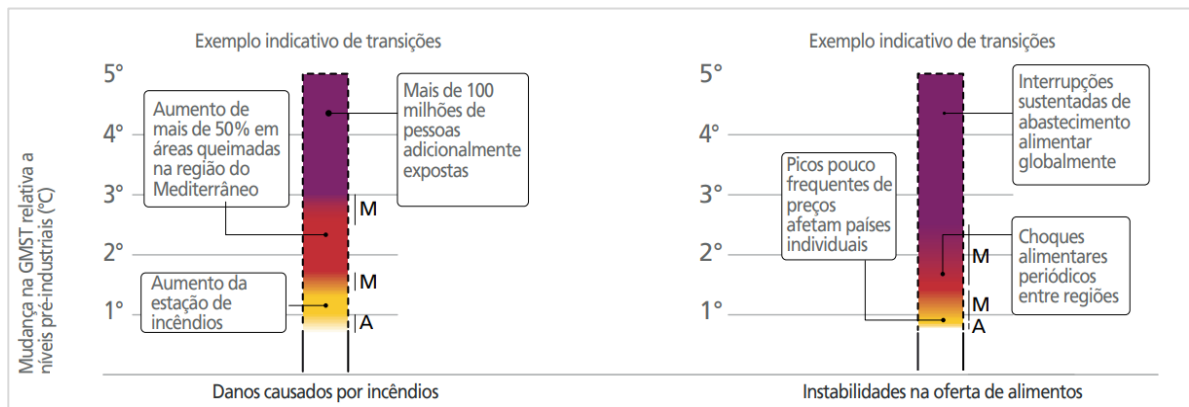 Exemplo indicativo de transições
Mudança na GMST relativa a
níveis pré-industriais (°C)
5°
4°
3°
2°
1°
Aumento de
mais de 50% em
áreas queimadas
na região do
Mediterrâneo
Mais de 100
milhões de
pessoas
adicionalmente
expostas
Aumento da
estação de
incêndios
M
M
A
Danos causados por incêndios
Exemplo indicativo de transições
5°
4°
3°
2°
1°
Interrupções
sustentadas de
abastecimento
alimentar
globalmente
Picos pouco
frequentes de
preços
afetam países
individuais
Choques
alimentares
periódicos
entre regiões
M
M
A
Instabilidades na oferta de alimentos